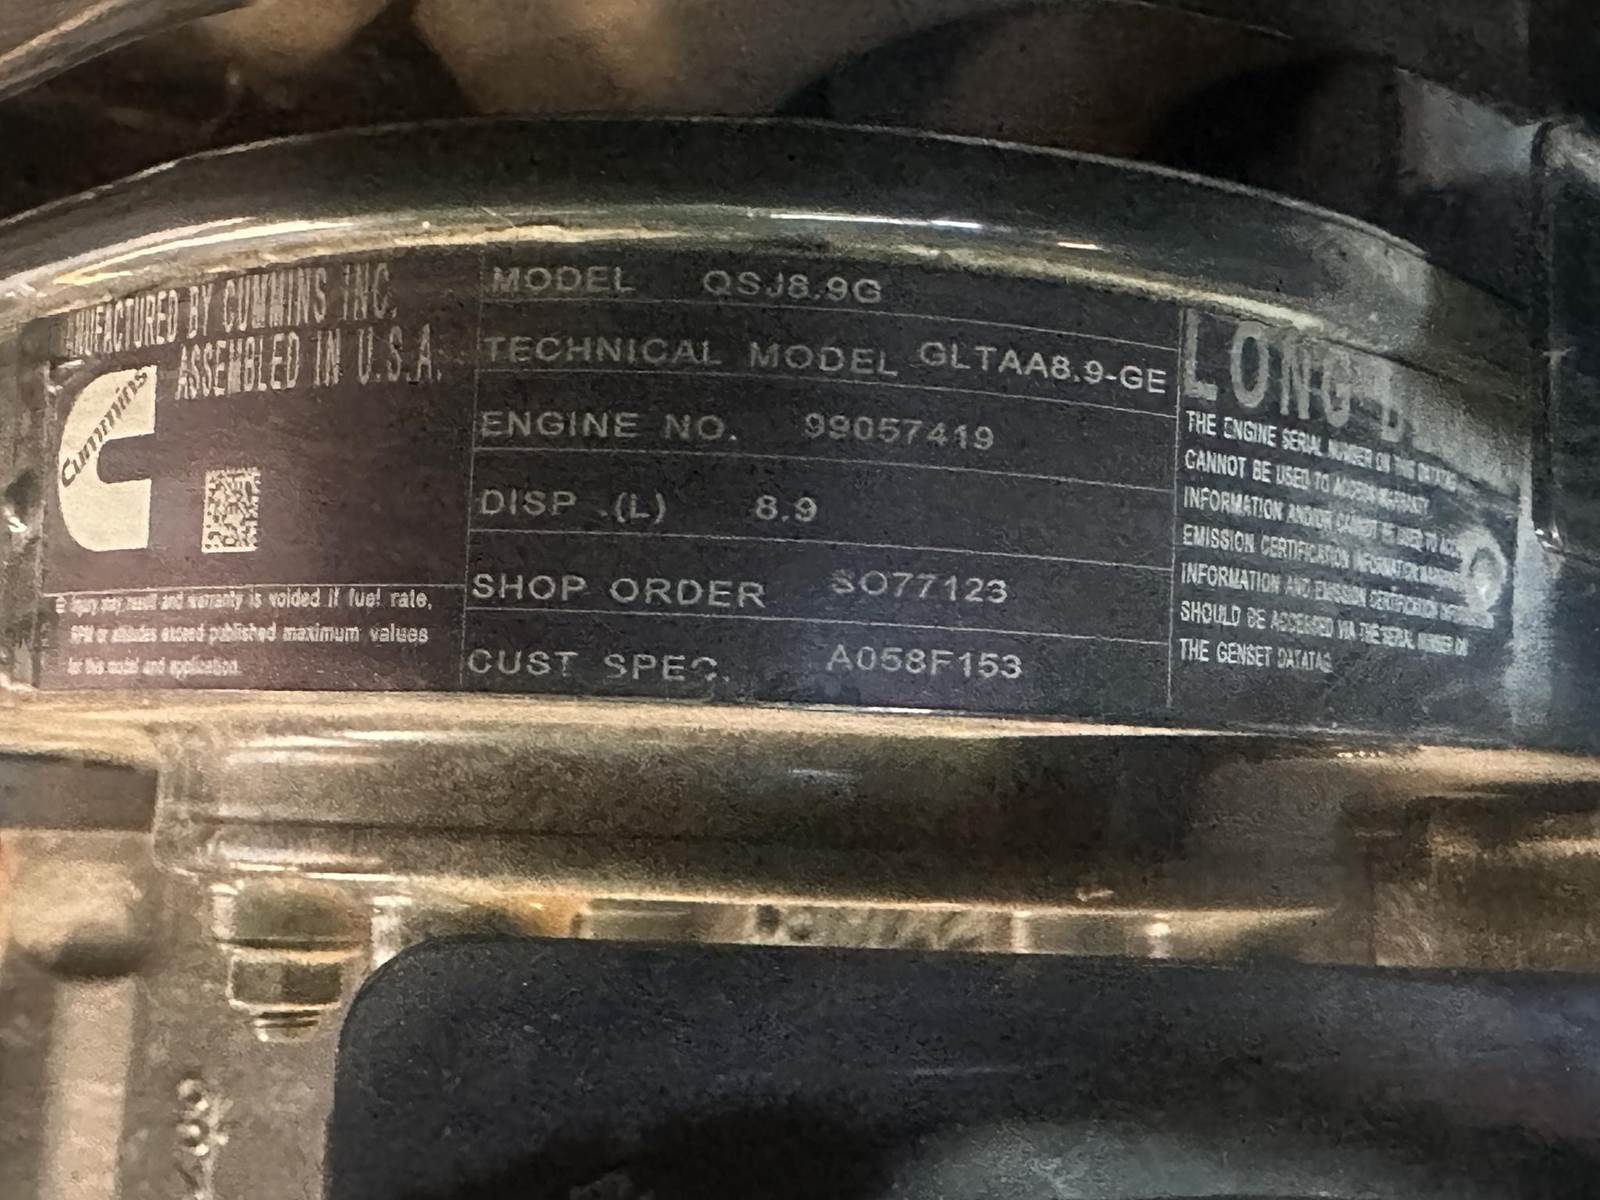 MANUFACTURED BY CUMMINS INC.
ASSEMBLED IN U.S.A.
Cummins
injury may result and warranty is voided if fuel rate,
RPM or altitudes exceed published maximum values
for this model and application.
MODEL QSJ8.9G
TECHNICAL MODEL GLTAA8.9-GE
ENGINE NO. 99057419
DISP .(L) 8.9
SHOP ORDER SO77123
CUST SPEC. A058F153
LONG
THE ENGINE SERIAL NUMBER ON THIS DATATAG
CANNOT BE USED TO ACCESS WARRANTY
INFORMATION AND/OR CANNOT BE USED TO
EMISSION CERTIFICATION INFORMATION WARRANTY
INFORMATION AND EMISSION CERTIFICATION
SHOULD BE ACCESSED VIA THE SERIAL NUMBER ON
THE GENSET DATATAG